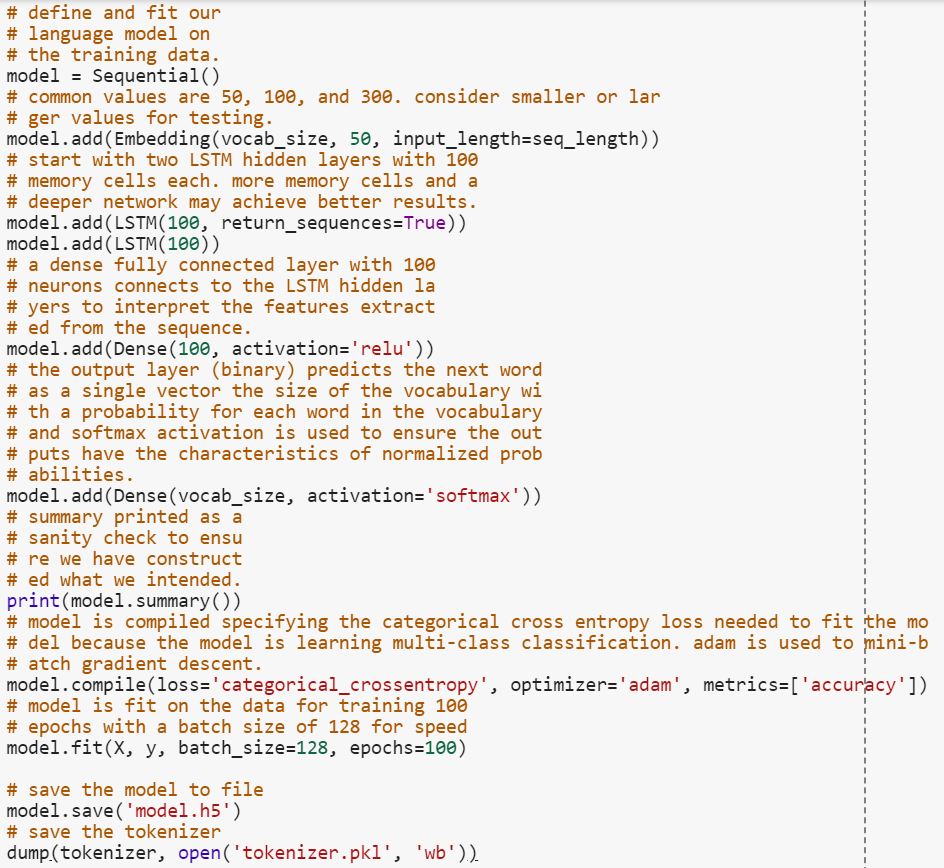 # define and fit our
# language model on
# the training data.
model = Sequential()
# common values are 50, 100, and 300. consider smaller or lar
# ger values for testing.
model.add(Embedding(vocab_size, 50, input_length=seq_length))
# start with two LSTM hidden layers with 100
# memory cells each. more memory cells and a
# deeper network may achieve better results.
model.add(LSTM(100, return_sequences=True))
model.add(LSTM(100))
# a dense fully connected layer with 100
# neurons connects to the LSTM hidden la
# yers to interpret the features extract
# ed from the sequence.
model.add(Dense(100, activation='relu'))
# the output layer (binary) predicts the next word
# as a single vector the size of the vocabulary wi
# th a probability for each word in the vocabulary
# and softmax activation is used to ensure the out
# puts have the characteristics of normalized prob
# abilities.
model.add(Dense(vocab_size, activation='softmax'))
# summary printed as a
# sanity check to ensu
# re we have construct
# ed what we intended.
print(model.summary())
# model is compiled specifying the categorical cross entropy loss needed to fit the mo
# del because the model is learning multi-class classification. adam is used to mini-b
# atch gradient descent.
model.compile(loss='categorical_crossentropy', optimizer='adam', metrics=['accuracy'])
# model is fit on the data for training 100
# epochs with a batch size of 128 for speed
model.fit(X, y, batch_size=128, epochs=100)
# save the model to file
model.save('model.h5')
# save the tokenizer
dump(tokenizer, open('tokenizer.pkl', 'wb'))